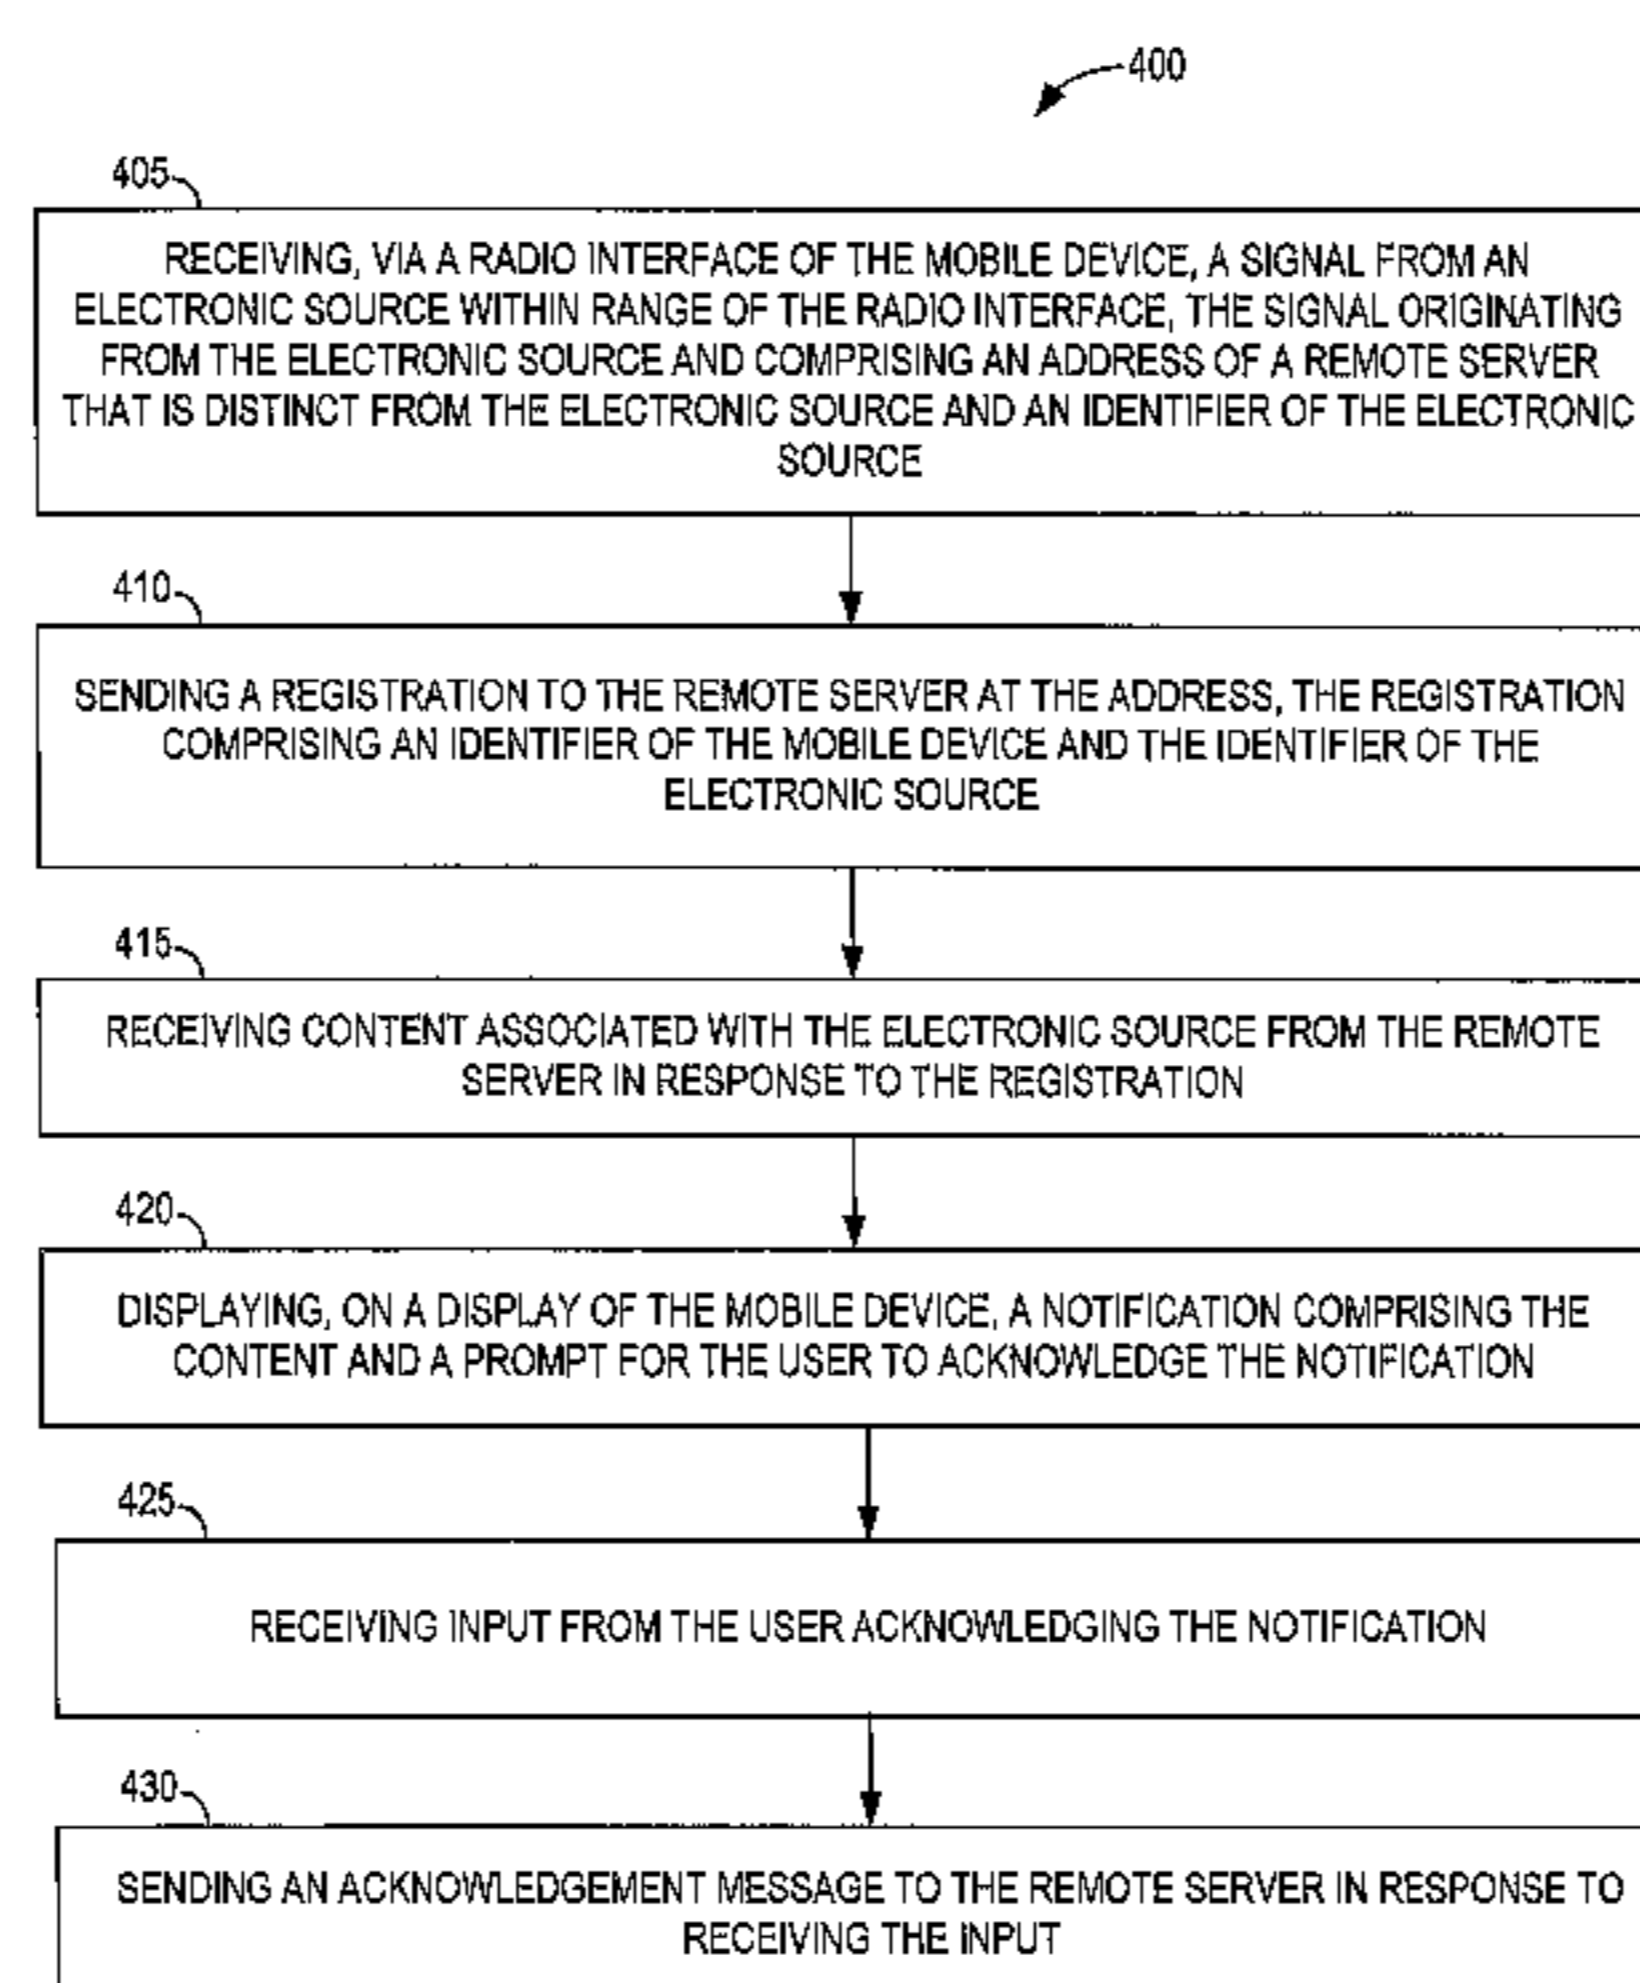 400
405
RECEIVING, VIA A RADIO INTERFACE OF THE MOBILE DEVICE, A SIGNAL FROM AN
ELECTRONIC SOURCE WITHIN RANGE OF THE RADIO INTERFACE, THE SIGNAL ORIGINATING
FROM THE ELECTRONIC SOURCE AND COMPRISING AN ADDRESS OF A REMOTE SERVER
THAT IS DISTINCT FROM THE ELECTRONIC SOURCE AND AN IDENTIFIER OF THE ELECTRONIC
SOURCE
410
SENDING A REGISTRATION TO THE REMOTE SERVER AT THE ADDRESS, THE REGISTRATION
COMPRISING AN IDENTIFIER OF THE MOBILE DEVICE AND THE IDENTIFIER OF THE
ELECTRONIC SOURCE
415
RECEIVING CONTENT ASSOCIATED WITH THE ELECTRONIC SOURCE FROM THE REMOTE
SERVER IN RESPONSE TO THE REGISTRATION
420
DISPLAYING, ON A DISPLAY OF THE MOBILE DEVICE, A NOTIFICATION COMPRISING THE
CONTENT AND A PROMPT FOR THE USER TO ACKNOWLEDGE THE NOTIFICATION
425
RECEIVING INPUT FROM THE USER ACKNOWLEDGING THE NOTIFICATION
430
SENDING AN ACKNOWLEDGEMENT MESSAGE TO THE REMOTE SERVER IN RESPONSE TO
RECEIVING THE INPUT